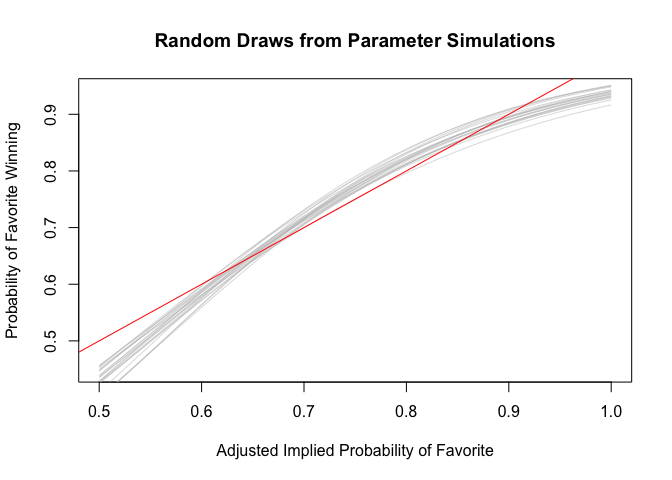 Random Draws from Parameter Simulations
Probability of Favorite Winning
0.9
0.8
0.7
0.6
0.5
0.5 0.6 0.7 0.8 0.9 1.0
Adjusted Implied Probability of Favorite